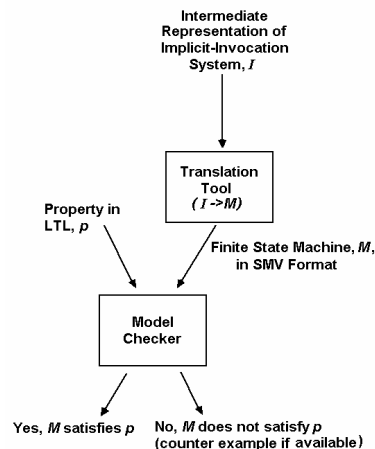 Intermediate
Representation of
Implicit-Invocation
System, I
Translation
Tool
( I ->M)
Property in
LTL, p
Finite State Machine, M,
in SMV Format
Model
Checker
Yes, M satisfies p
No, M does not satisfy p
(counter example if available)